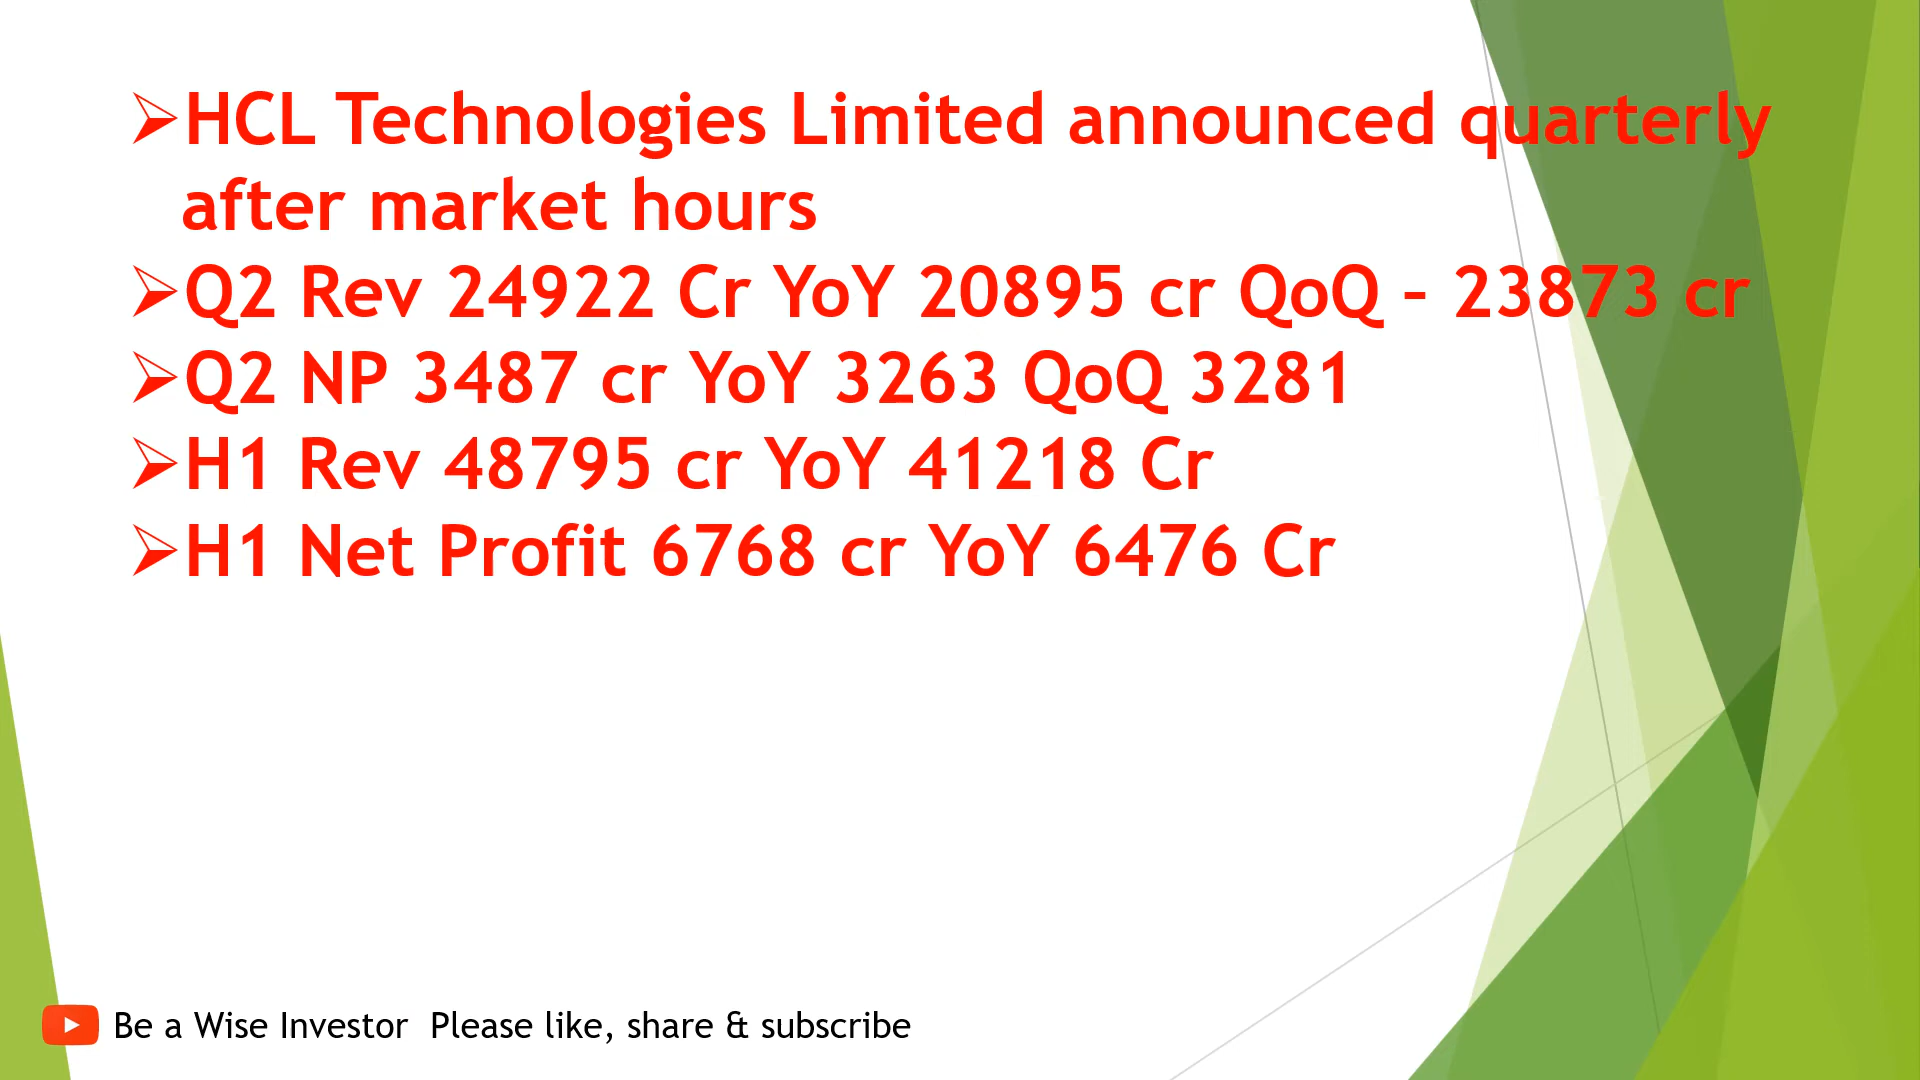 ➢HCL Technologies Limited announced quarterly
after market hours
➢Q2 Rev 24922 Cr YoY 20895 cr QoQ – 23873 cr
➢Q2 NP 3487 cr YoY 3263 QoQ 3281
➢H1 Rev 48795 cr YoY 41218 Cr
➢H1 Net Profit 6768 cr YoY 6476 Cr
Be a Wise Investor  Please like, share & subscribe